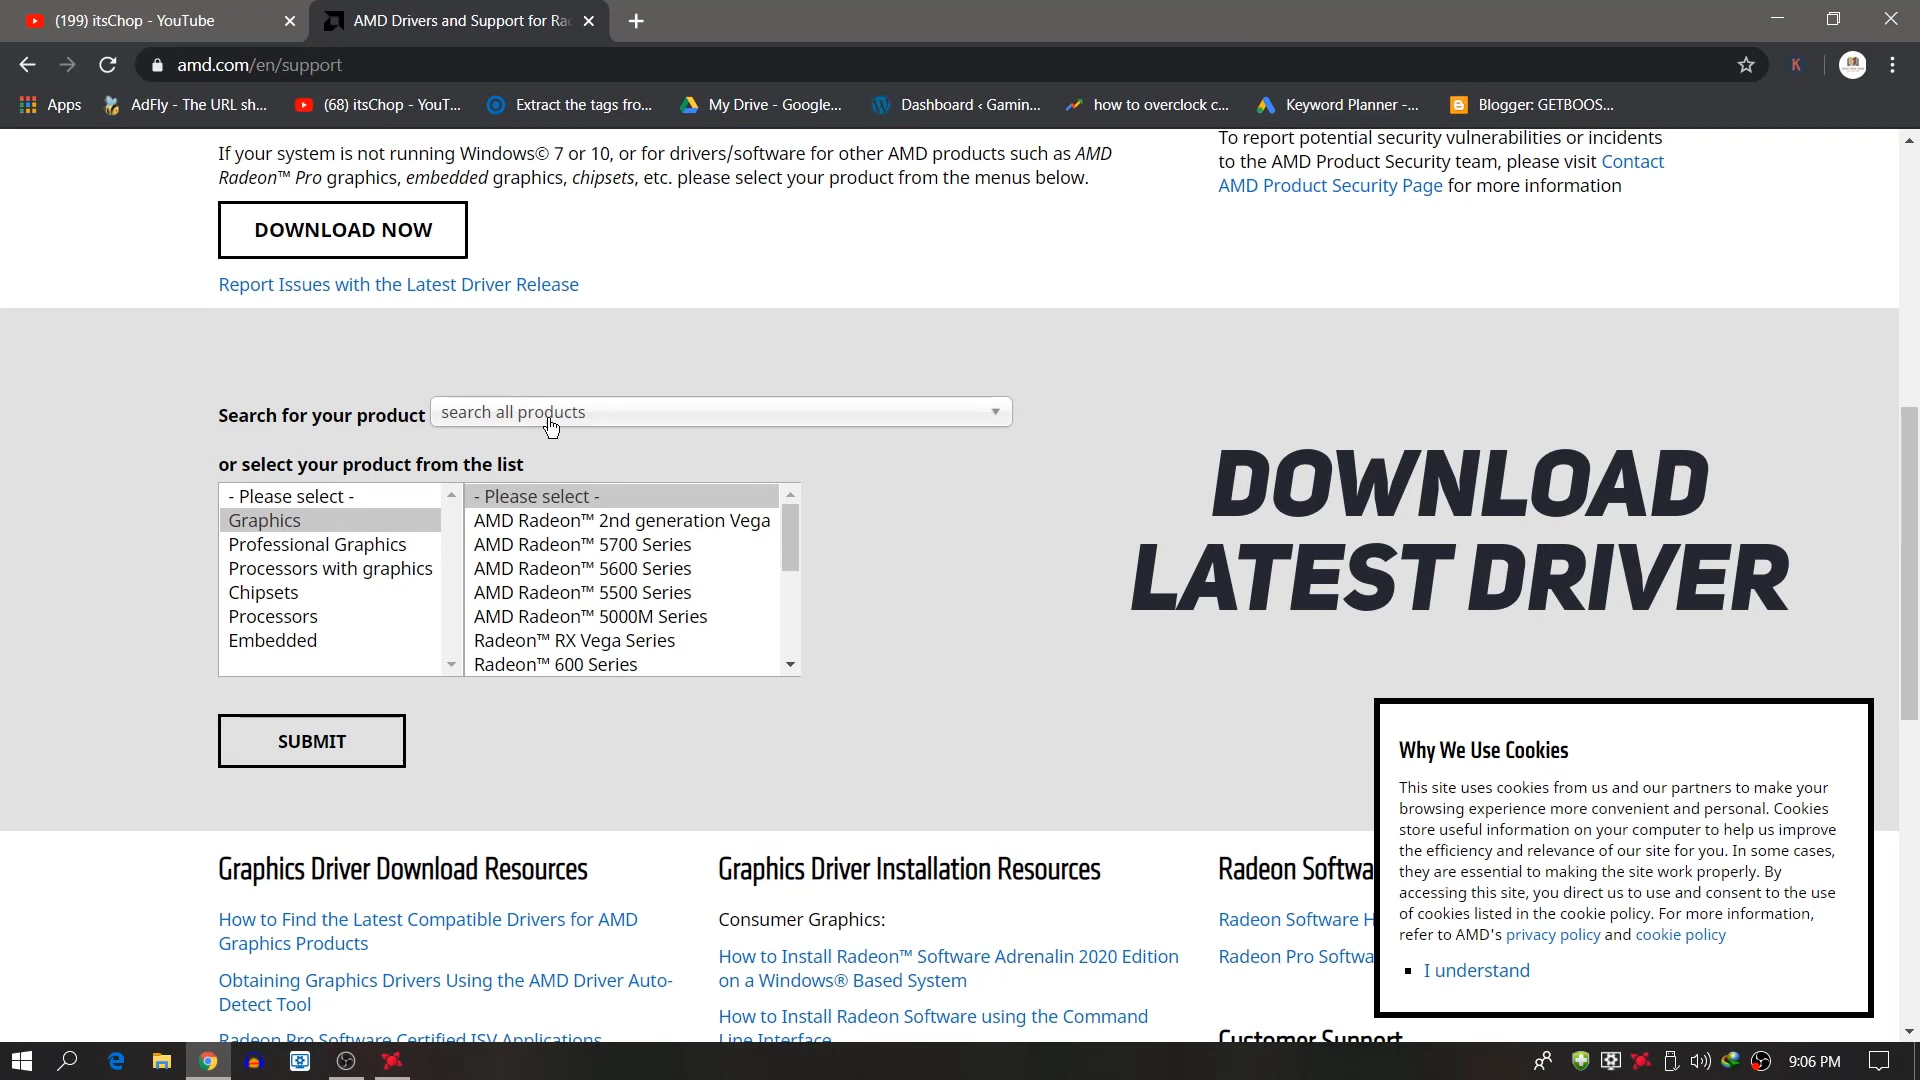 (199) itsChop - YouTube
AMD Drivers and Support for Ra
amd.com/en/support
K
Apps
AdFly - The URL sh...
(68) itsChop - YouT...
Extract the tags fro...
My Drive - Google...
Dashboard ‹ Gamin...
how to overclock c...
Keyword Planner -...
Blogger: GETBOOS...
If your system is not running Windows© 7 or 10, or for drivers/software for other AMD products such as AMD
Radeon™ Pro graphics, embedded graphics, chipsets, etc. please select your product from the menus below.
DOWNLOAD NOW
Report Issues with the Latest Driver Release
To report potential security vulnerabilities or incidents
to the AMD Product Security team, please visit Contact
AMD Product Security Page for more information
Search for your product
search all products
or select your product from the list
- Please select -
Graphics
Professional Graphics
Processors with graphics
Chipsets
Processors
Embedded
- Please select -
AMD Radeon™ 2nd generation Vega
AMD Radeon™ 5700 Series
AMD Radeon™ 5600 Series
AMD Radeon™ 5500 Series
AMD Radeon™ 5000M Series
Radeon™ RX Vega Series
Radeon™ 600 Series
SUBMIT
DOWNLOAD
LATEST DRIVER
Graphics Driver Download Resources
How to Find the Latest Compatible Drivers for AMD
Graphics Products
Obtaining Graphics Drivers Using the AMD Driver Auto-
Detect Tool
Radeon Pro Software Certified ISV Applications
Graphics Driver Installation Resources
Consumer Graphics:
How to Install Radeon™ Software Adrenalin 2020 Edition
on a Windows® Based System
How to Install Radeon Software using the Command
Line Interface
Radeon Softwa
Radeon Software H
Radeon Pro Softwa
Customer Support
Why We Use Cookies
This site uses cookies from us and our partners to make your
browsing experience more convenient and personal. Cookies
store useful information on your computer to help us improve
the efficiency and relevance of our site for you. In some cases,
they are essential to making the site work properly. By
accessing this site, you direct us to use and consent to the use
of cookies listed in the cookie policy. For more information,
refer to AMD's privacy policy and cookie policy
I understand
9:06 PM